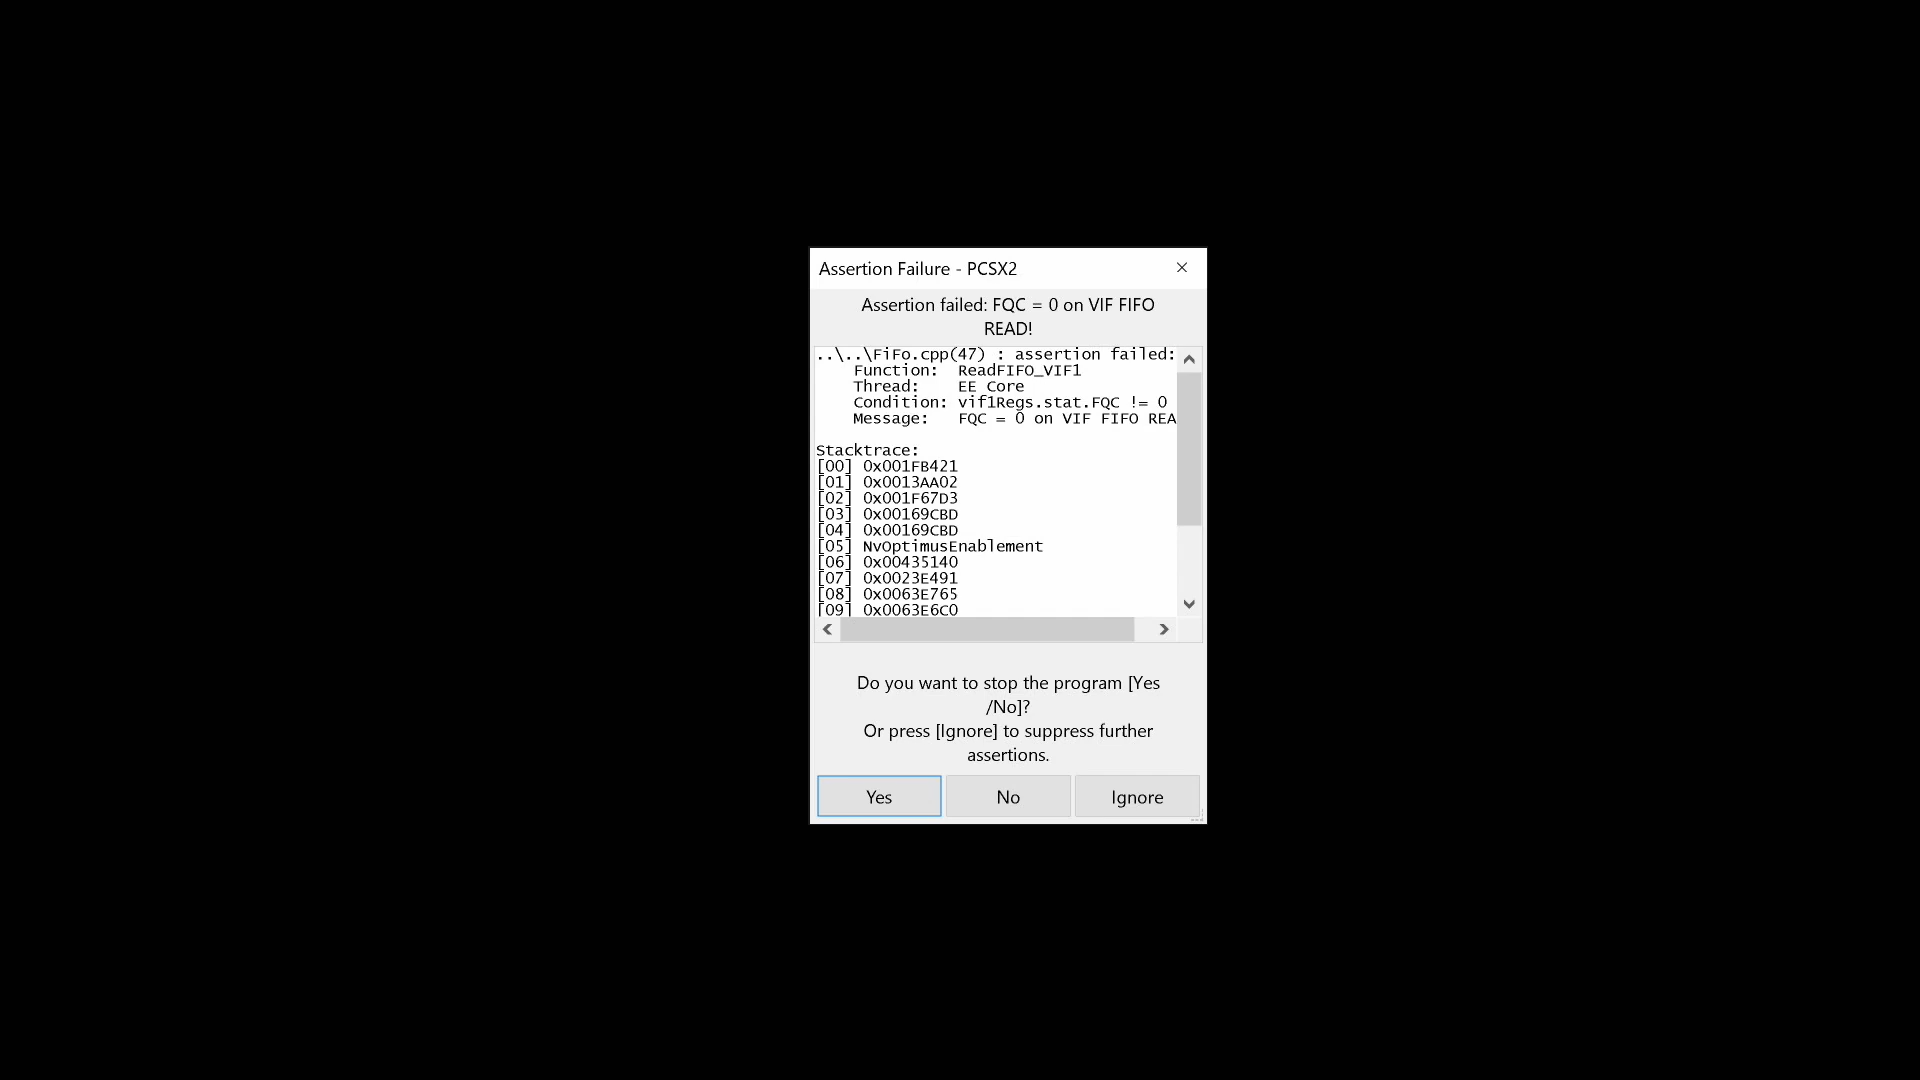 Assertion Failure - PCSX2
Assertion failed: FQC = 0 on VIF FIFO
READ!
..\..\FiFo.cpp(47) : assertion failed:
Function: ReadFIFO_VIF1
Thread: EE Core
Condition: vif1Regs.stat.FQC != 0
Message: FQC = 0 on VIF FIFO REA
Stacktrace:
[00] 0x001FB421
[01] 0x0013AA02
[02] 0x001F67D3
[03] 0x00169CBD
[04] 0x00169CBD
[05] NvOptimusEnablement
[06] 0x00435140
[07] 0x0023E491
[08] 0x0063E765
[09] 0x0063E6C0
Do you want to stop the program [Yes
/No]?
Or press [Ignore] to suppress further
assertions.
Yes No Ignore